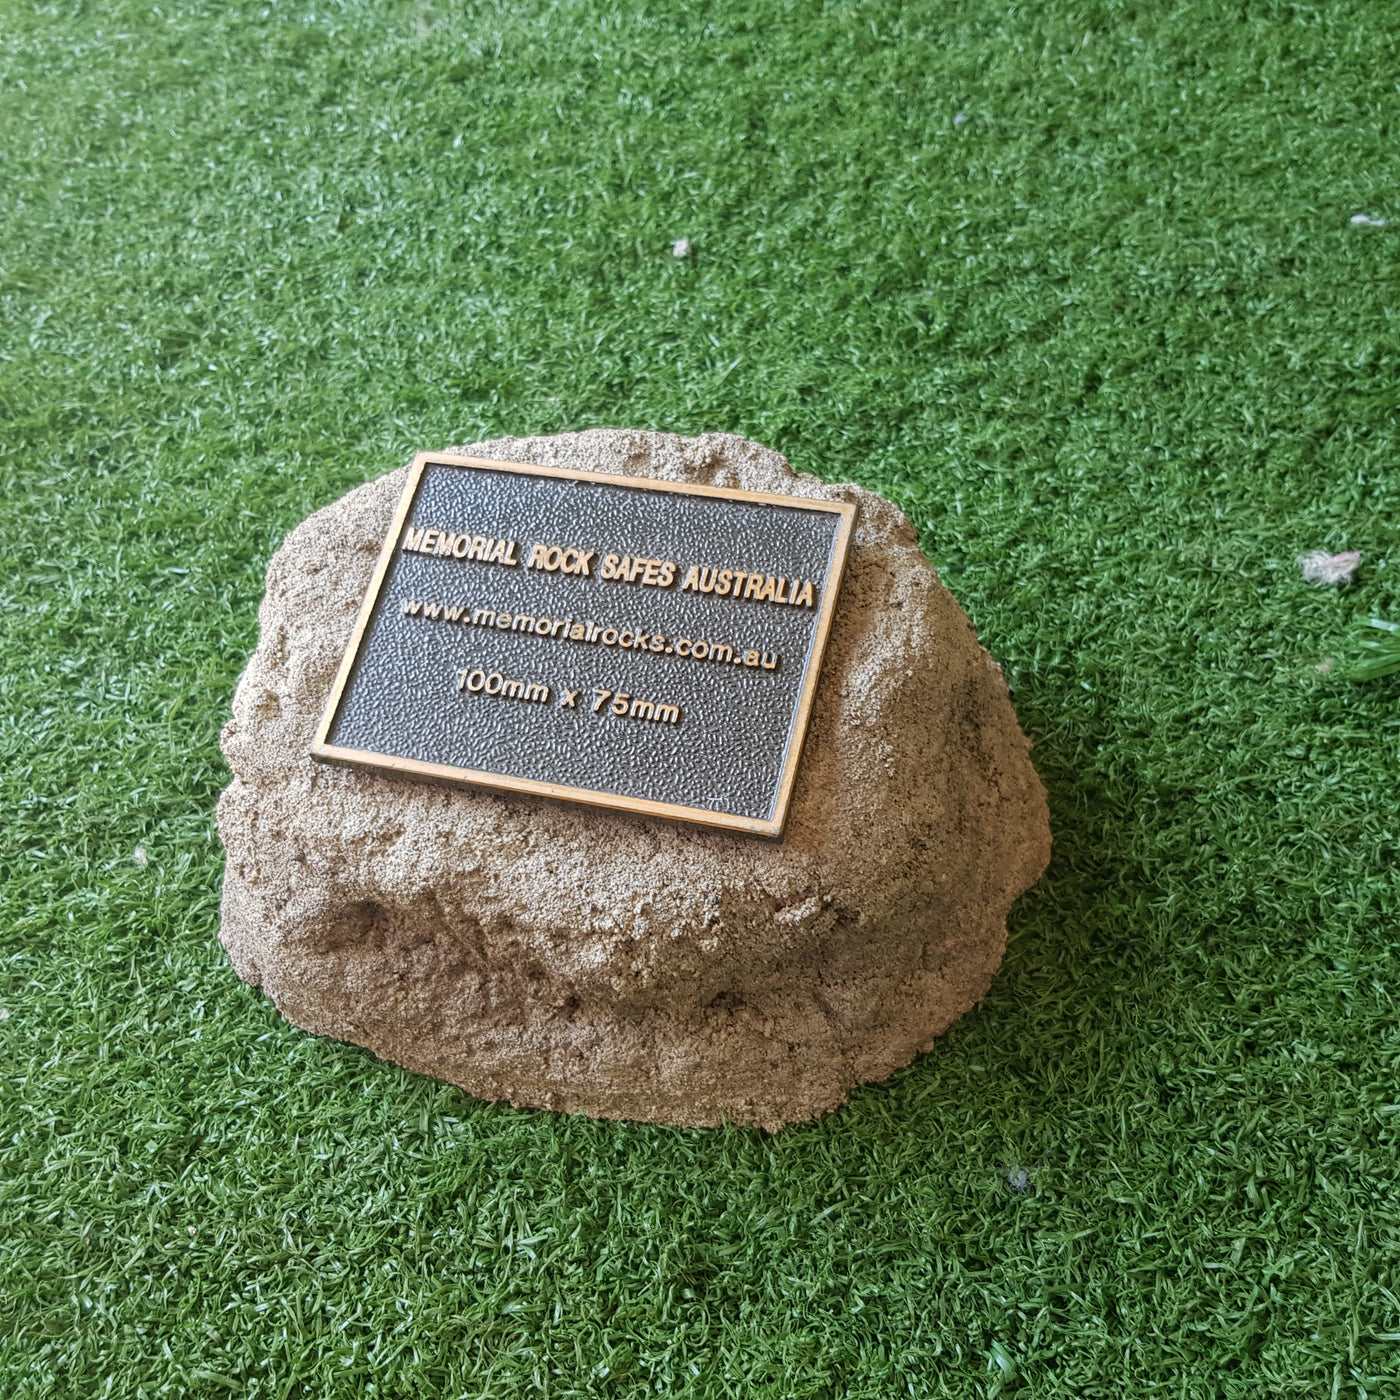 MEMORIAL ROCK SAFES AUSTRALIA
www.memorialrocks.com.au
100mm x 75mm